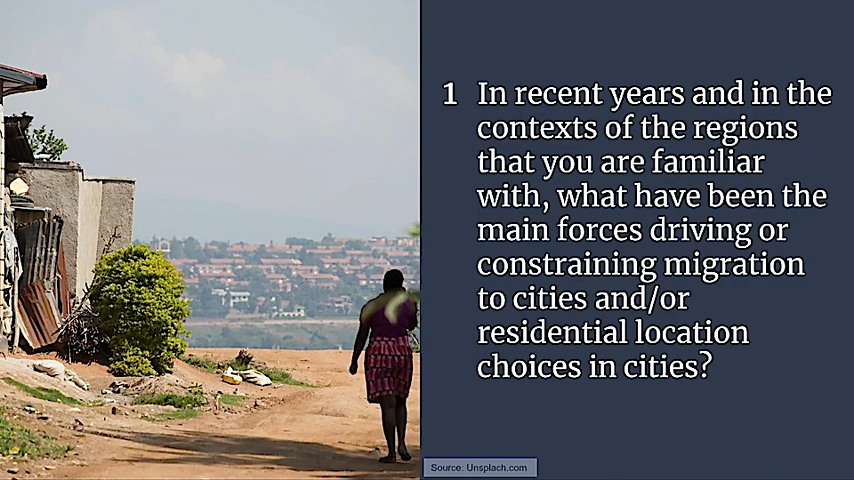 1 In recent years and in the
contexts of the regions
that you are familiar
with, what have been the
main forces driving or
constraining migration
to cities and/or
residential location
choices in cities?
Source: Unsplach.com